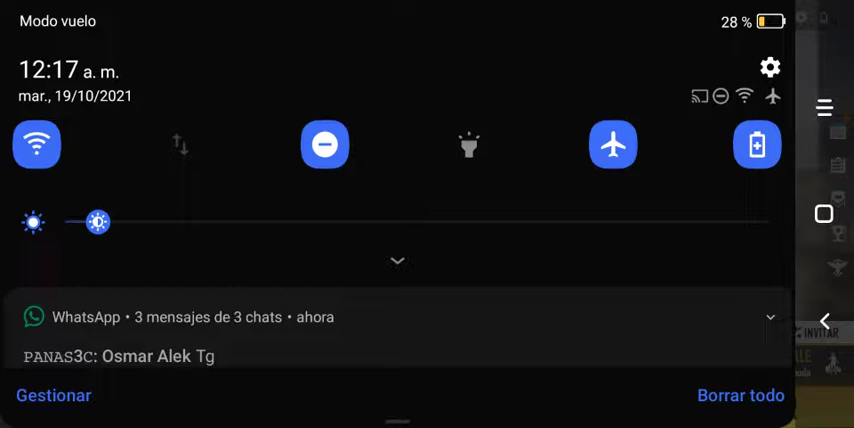 Modo vuelo
28 %
12:17 a. m.
mar., 19/10/2021
WhatsApp • 3 mensajes de 3 chats • ahora
PANAS3C: Osmar Alek Tg
INVITAR
Gestionar
Borrar todo